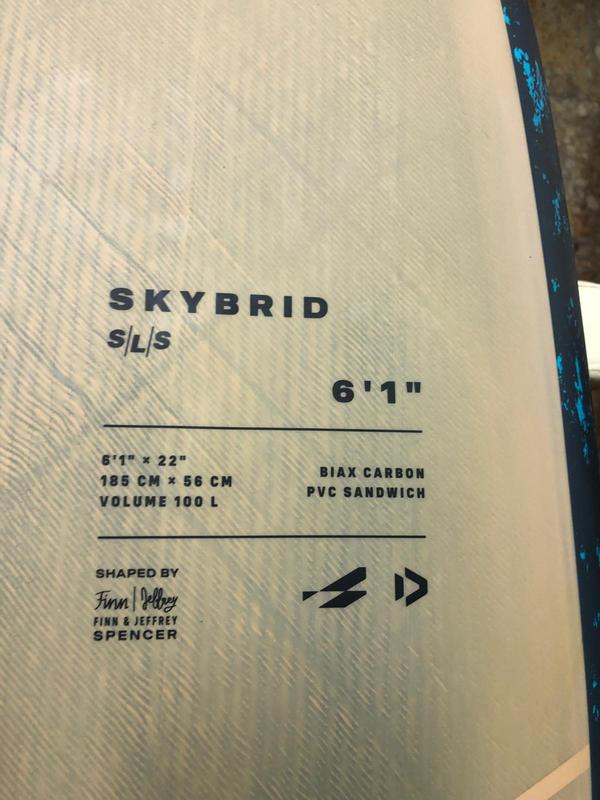 SKYBRID
S/L/S
6'1"
6'1" × 22"
185 CM × 56 CM
VOLUME 100 L
BIAX CARBON
PVC SANDWICH
SHAPED BY
Finn | Jeffrey
FINN & JEFFREY
SPENCER